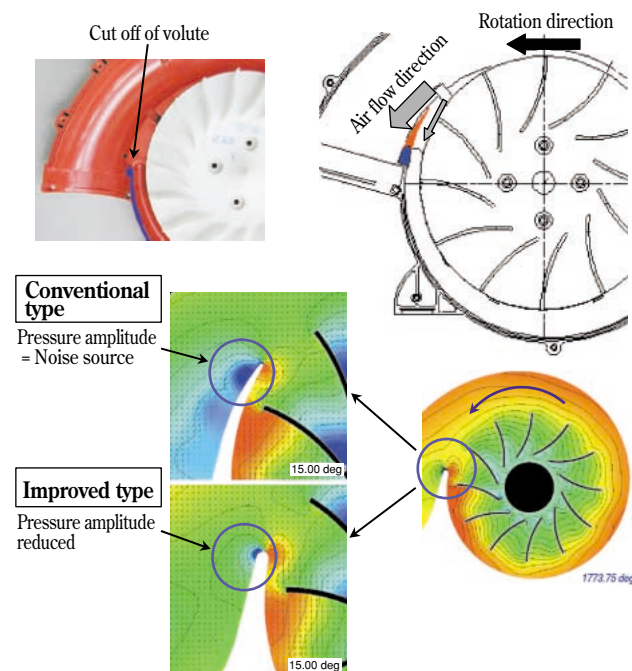 Cut off of volute
Rotation direction
Air flow direction
Conventional
type
Pressure amplitude
= Noise source
15.00 deg
Improved type
Pressure amplitude
reduced
15.00 deg
1773.75 deg